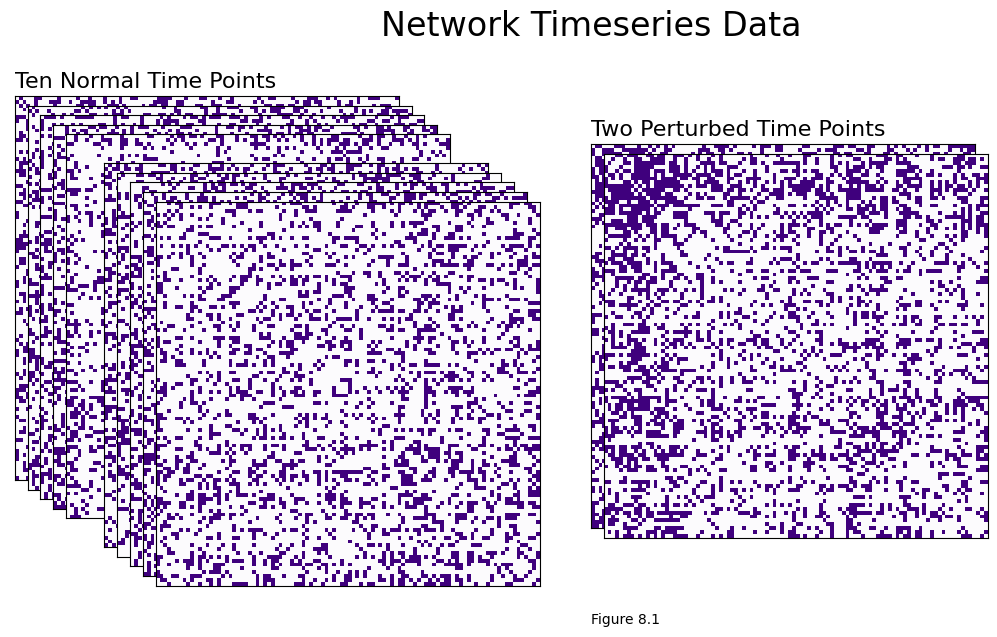 Network Timeseries Data
Ten Normal Time Points
Two Perturbed Time Points
Figure 8.1